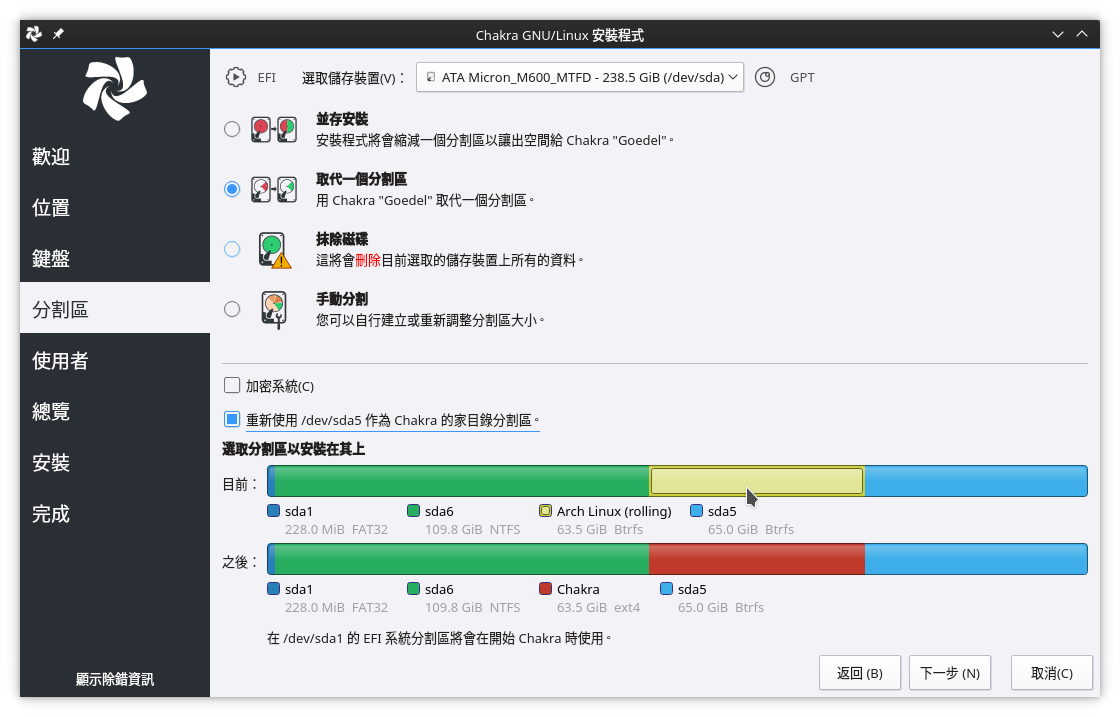 Chakra GNU/Linux 安裝程式
歡迎
位置
鍵盤
分割區
使用者
總覽
安裝
完成
顯示除錯資訊
EFI 選取儲存裝置(V)： ATA Micron_M600_MTFD - 238.5 GiB (/dev/sda) GPT
並存安裝
安裝程式將會縮減一個分割區以讓出空間給 Chakra "Goedel"。
取代一個分割區
用 Chakra "Goedel" 取代一個分割區。
抹除磁碟
這將會刪除目前選取的儲存裝置上所有的資料。
手動分割
您可以自行建立或重新調整分割區大小。
加密系統(C)
重新使用 /dev/sda5 作為 Chakra 的家目錄分割區。
選取分割區以安裝在其上
目前：
sda1 sda6 Arch Linux (rolling) sda5
228.0 MiB FAT32 109.8 GiB NTFS 63.5 GiB Btrfs 65.0 GiB Btrfs
之後：
sda1 sda6 Chakra sda5
228.0 MiB FAT32 109.8 GiB NTFS 63.5 GiB ext4 65.0 GiB Btrfs
在 /dev/sda1 的 EFI 系統分割區將會在開始 Chakra 時使用。
返回 (B) 下一步 (N) 取消(C)